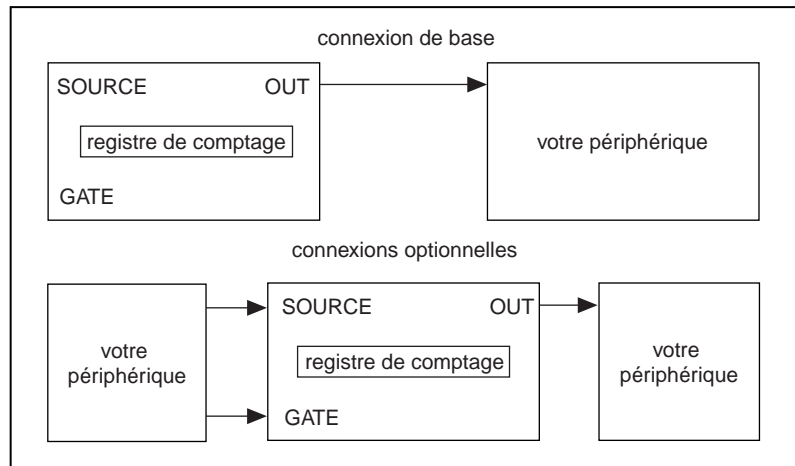 connexion de base
SOURCE OUT
registre de comptage
GATE
votre périphérique
connexions optionnelles
votre
périphérique
SOURCE OUT
registre de comptage
GATE
votre
périphérique